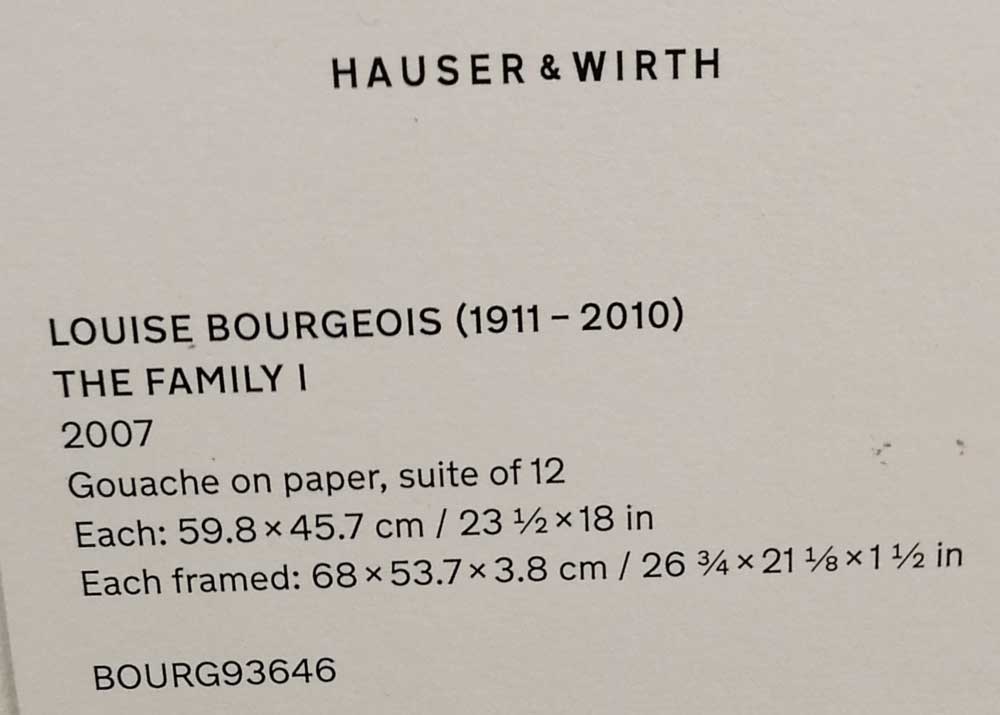 HAUSER & WIRTH
LOUISE BOURGEOIS (1911 – 2010)
THE FAMILY I
2007
Gouache on paper, suite of 12
Each: 59.8 × 45.7 cm / 23 ½ × 18 in
Each framed: 68 × 53.7 × 3.8 cm / 26 ¾ × 21 ⅛ × 1 ½ in
BOURG93646